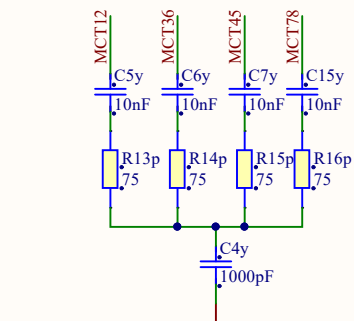 MCT12
MCT36
MCT45
MCT78
C5y
C6y
C7y
C15y
10nF
10nF
10nF
10nF
R13p
R14p
R15p
R16p
75
75
75
75
C4y
1000pF